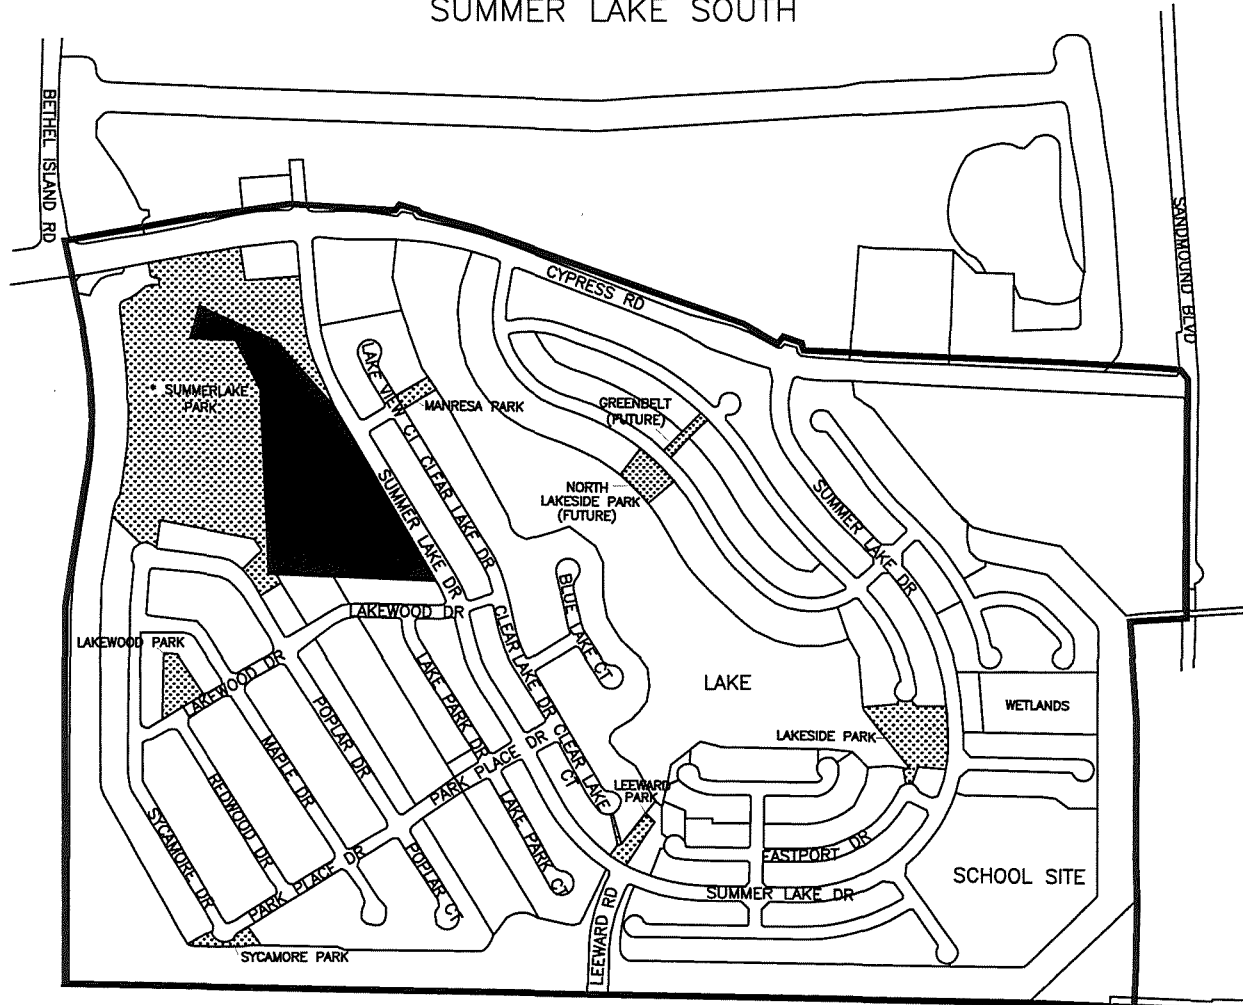 SUMMER LAKE SOUTH
BETHEL ISLAND RD
SANDMOUND BLVD
CYPRESS RD
SUMMERLAKE
PARK
LAKE VIEW CT
MANRESA PARK
GREENBELT
(FUTURE)
CLEAR LAKE DR
SUMMER LAKE DR
NORTH
LAKESIDE PARK
(FUTURE)
SUMMER LAKE DR
BLUE LAKE CT
LAKEWOOD DR
CLEAR LAKE DR
LAKEWOOD PARK
LAKEWOOD DR
LAKE PARK DR
LAKE
WETLANDS
POPLAR DR
MAPLE DR
REDWOOD DR
PARK PLACE DR
CLEAR LAKE
CT
LAKESIDE PARK
LEEWARD
PARK
SYCAMORE DR
LAKE PARK CT
PARK PLACE DR
POPLAR CT
EASTPORT DR
SUMMER LAKE DR
SCHOOL SITE
LEEWARD RD
SYCAMORE PARK